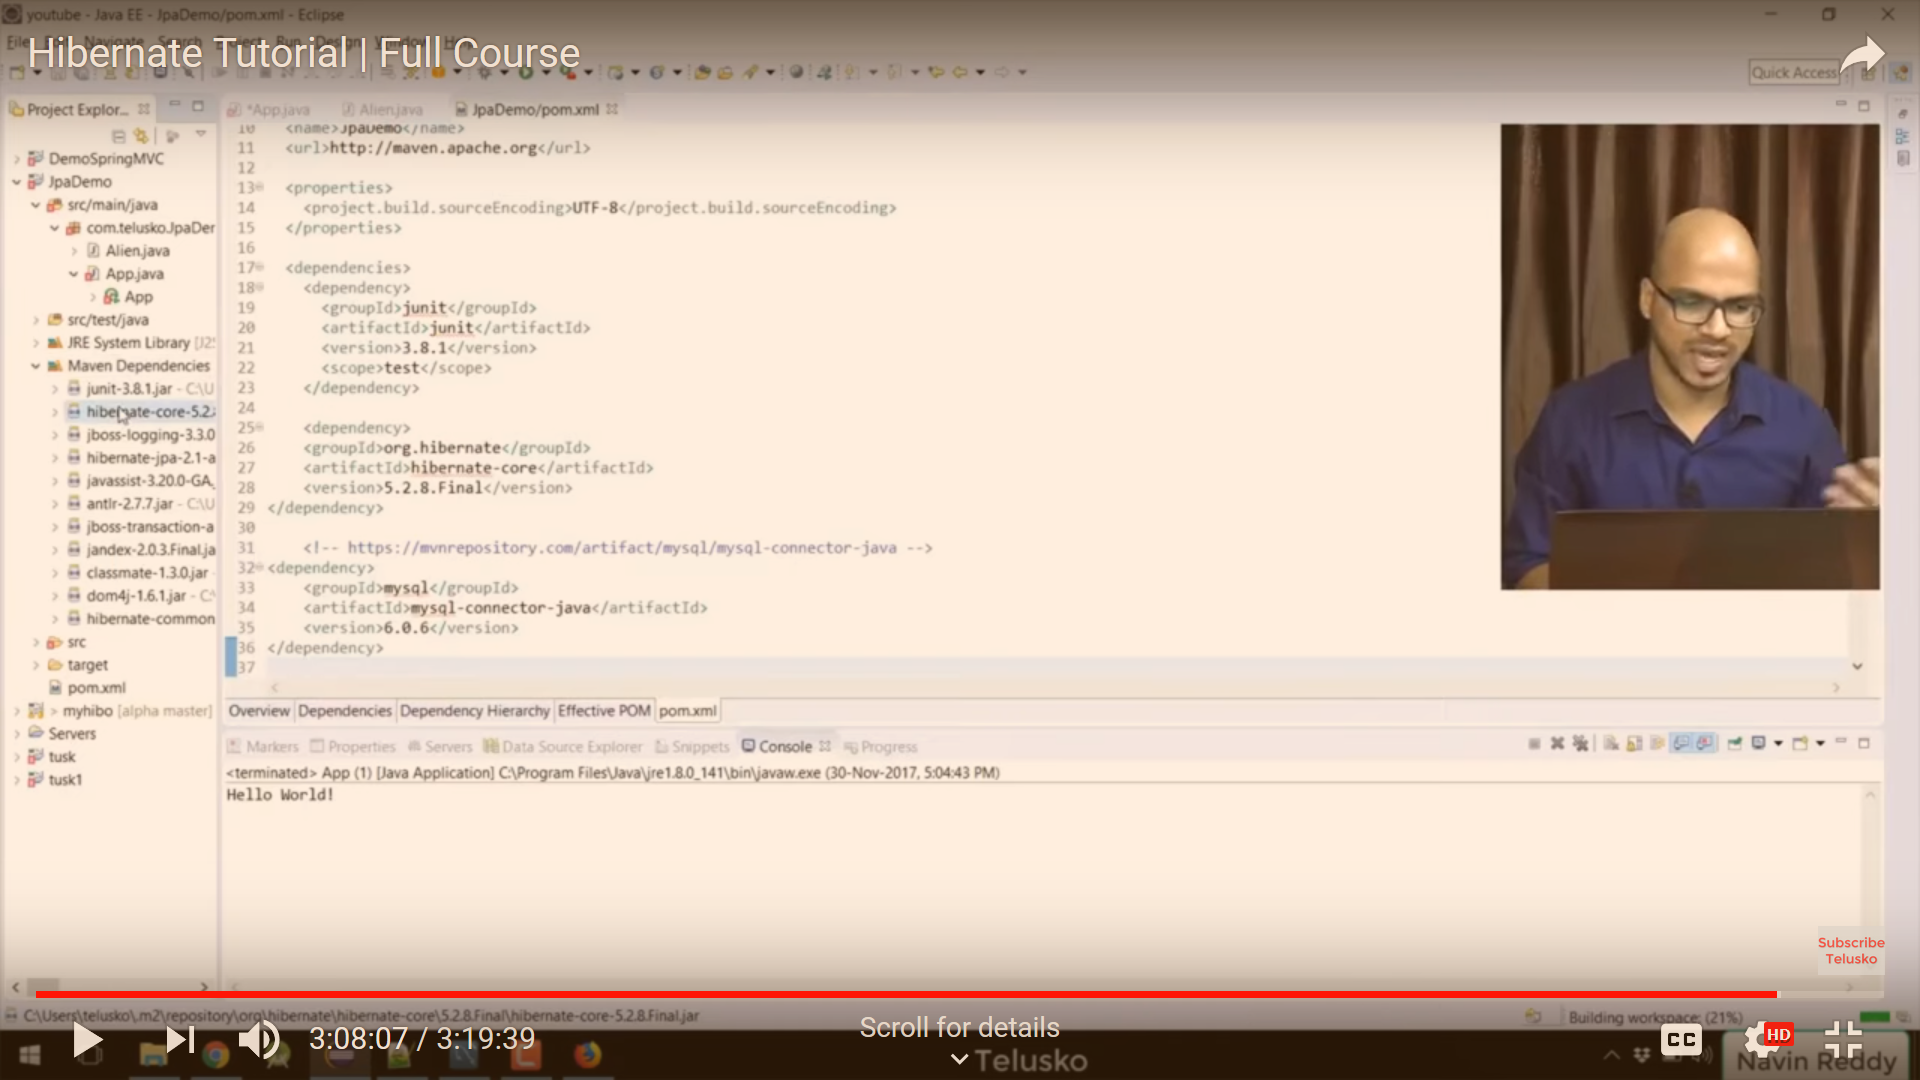 youtube - Java EE - JpaDemo/pom.xml - Eclipse
Hibernate Tutorial | Full Course
Quick Access
Project Explor...
*App.java
Alien.java
JpaDemo/pom.xml
DemoSpringMVC
JpaDemo
src/main/java
com.telusko.JpaDer
Alien.java
App.java
App
src/test/java
JRE System Library [J2S
Maven Dependencies
junit-3.8.1.jar - C:\U
hibernate-core-5.2.
jboss-logging-3.3.0
hibernate-jpa-2.1-a
javassist-3.20.0-GA.
antlr-2.7.7.jar - C:\U
jboss-transaction-a
jandex-2.0.3.Final.ja
classmate-1.3.0.jar -
dom4j-1.6.1.jar - C:\
hibernate-common
src
target
pom.xml
> myhibo [alpha master]
Servers
tusk
tusk1
10 <name>JpaDemo</name>
11 <url>http://maven.apache.org</url>
12
13 <properties>
14 <project.build.sourceEncoding>UTF-8</project.build.sourceEncoding>
15 </properties>
16
17 <dependencies>
18 <dependency>
19 <groupId>junit</groupId>
20 <artifactId>junit</artifactId>
21 <version>3.8.1</version>
22 <scope>test</scope>
23 </dependency>
24
25 <dependency>
26 <groupId>org.hibernate</groupId>
27 <artifactId>hibernate-core</artifactId>
28 <version>5.2.8.Final</version>
29 </dependency>
30
31 <!-- https://mvnrepository.com/artifact/mysql/mysql-connector-java -->
32 <dependency>
33 <groupId>mysql</groupId>
34 <artifactId>mysql-connector-java</artifactId>
35 <version>6.0.6</version>
36 </dependency>
37
Overview Dependencies Dependency Hierarchy Effective POM pom.xml
Markers Properties Servers Data Source Explorer Snippets Console Progress
<terminated> App (1) [Java Application] C:\Program Files\Java\jre1.8.0_141\bin\javaw.exe (30-Nov-2017, 5:04:43 PM)
Hello World!
Subscribe
Telusko
C:\Users\telusko\.m2\repository\org\hibernate\hibernate-core\5.2.8.Final\hibernate-core-5.2.8.Final.jar
Building workspace: (21%)
3:08:07 / 3:19:39
Scroll for details
CC
HD
Telusko
Navin Reddy